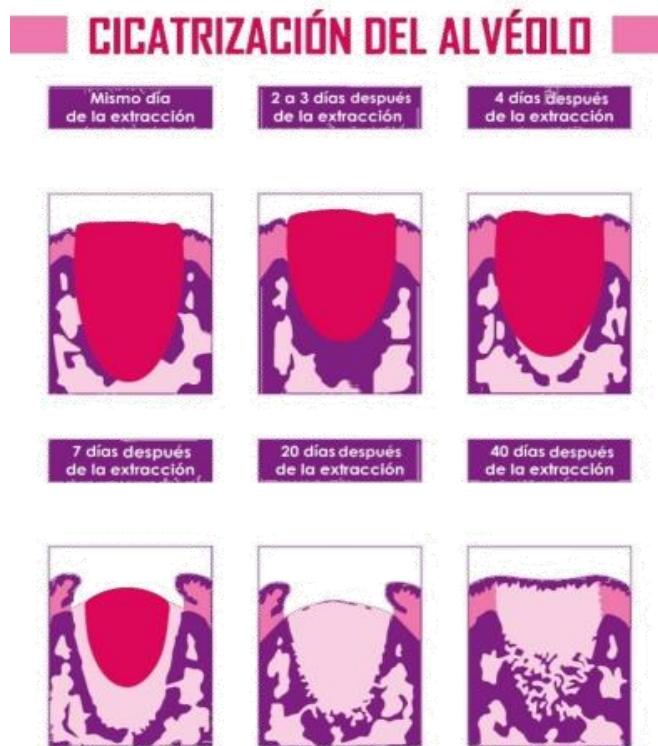 CICATRIZACIÓN DEL ALVÉOLO
Mismo día
de la extracción
2 a 3 días después
de la extracción
4 días después
de la extracción
7 días después
de la extracción
20 días después
de la extracción
40 días después
de la extracción